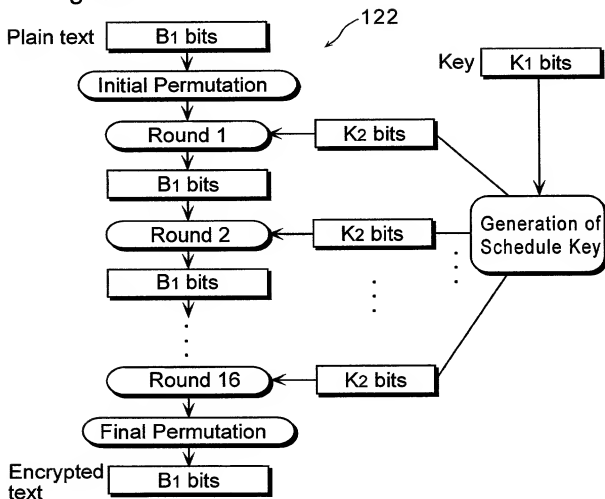 122
Plain text
B1 bits
Key
K1 bits
Initial Permutation
Round 1
K2 bits
B1 bits
Generation of
Schedule Key
Round 2
K2 bits
B1 bits
Round 16
K2 bits
Final Permutation
Encrypted
text
B1 bits